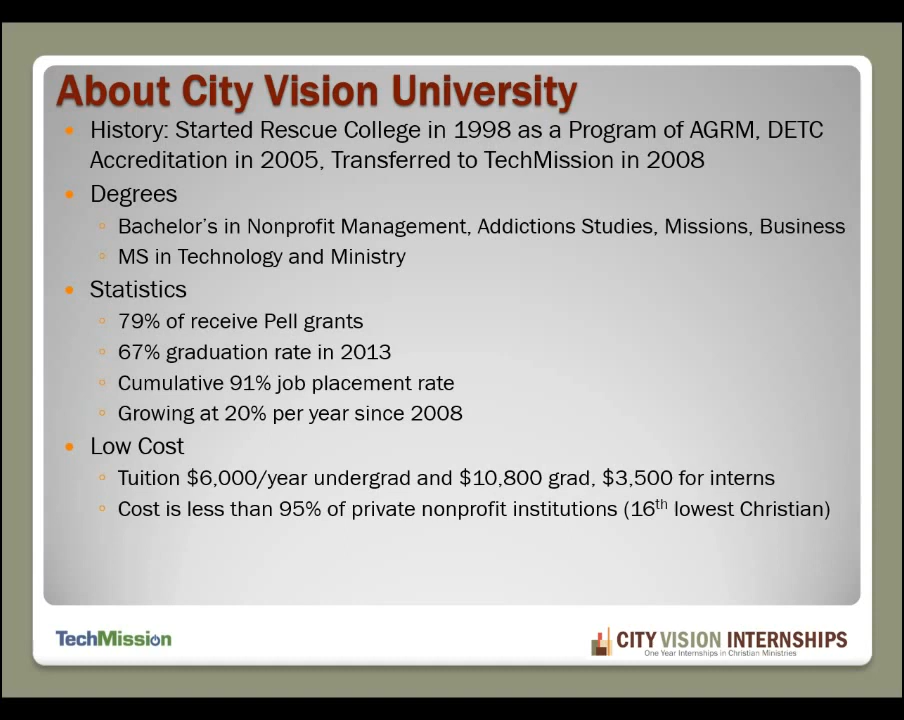 About City Vision University
• History: Started Rescue College in 1998 as a Program of AGRM, DETC
Accreditation in 2005, Transferred to TechMission in 2008
• Degrees
◦ Bachelor’s in Nonprofit Management, Addictions Studies, Missions, Business
◦ MS in Technology and Ministry
• Statistics
◦ 79% of receive Pell grants
◦ 67% graduation rate in 2013
◦ Cumulative 91% job placement rate
◦ Growing at 20% per year since 2008
• Low Cost
◦ Tuition $6,000/year undergrad and $10,800 grad, $3,500 for interns
◦ Cost is less than 95% of private nonprofit institutions (16th lowest Christian)
TechMission
CITY VISION INTERNSHIPS
One Year Internships in Christian Ministries